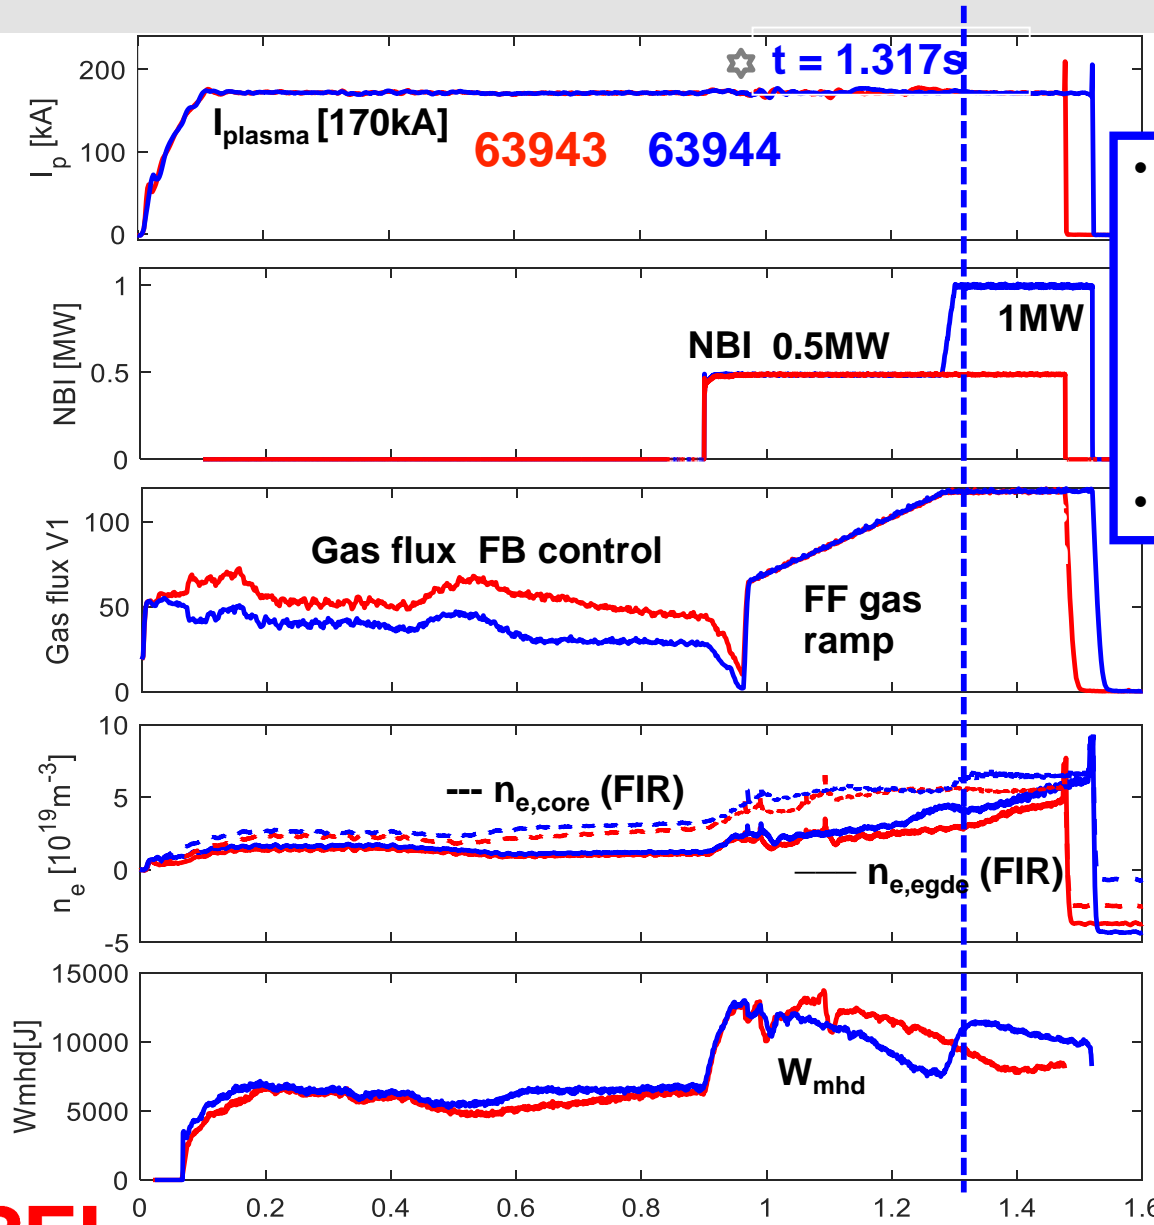 t = 1.317s
200
I_plasma [170kA]
63943 63944
I_p [kA]
100
0
•
1
1MW
NBI 0.5MW
NBI [MW]
0.5
0
•
100
Gas flux FB control
Gas flux V1
50
FF gas
ramp
0
10
--- n_e,core (FIR)
n_e [10^19 m^-3]
5
0
n_e,egde (FIR)
-5
15000
Wmhd[J]
10000
W_mhd
5000
0
0 0.2 0.4 0.6 0.8 1 1.2 1.4 1.6